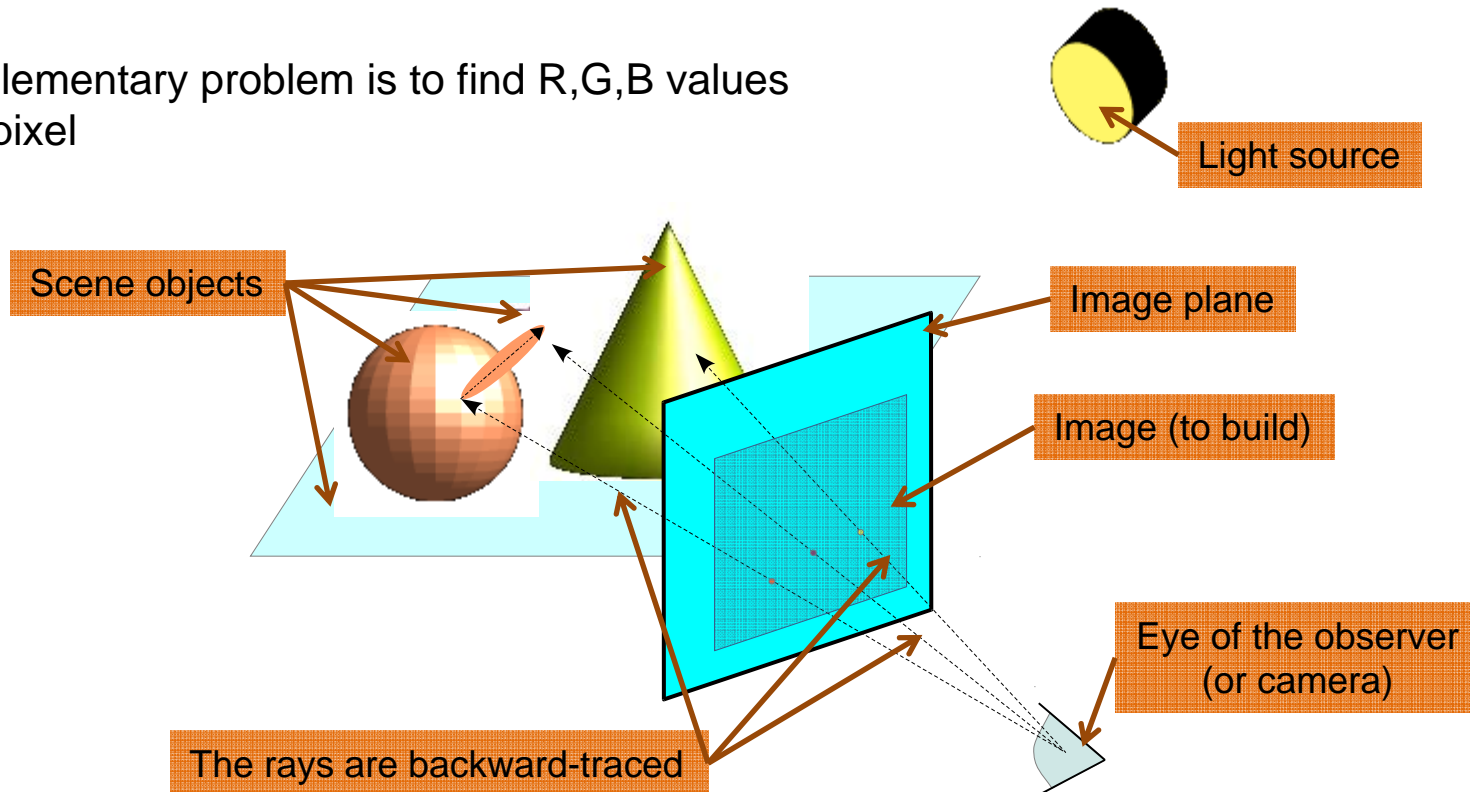 lementary problem is to find R,G,B values
pixel
Light source
Scene objects
Image plane
Image (to build)
Eye of the observer
(or camera)
The rays are backward-traced